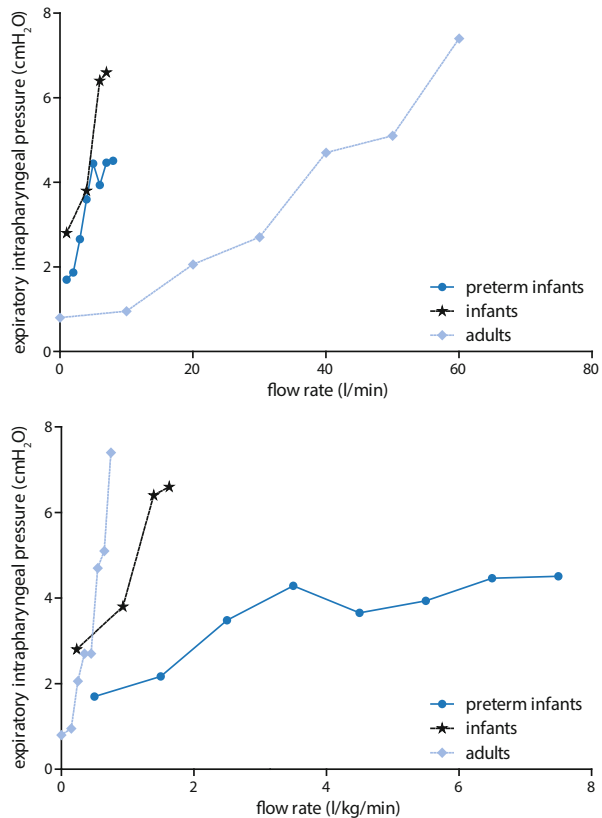 expiratory intrapharyngeal pressure (cmH₂O)
8
6
4
2
0
0
20
40
60
80
flow rate (l/min)
preterm infants
infants
adults
expiratory intrapharyngeal pressure (cmH₂O)
8
6
4
2
0
0
2
4
6
8
flow rate (l/kg/min)
preterm infants
infants
adults